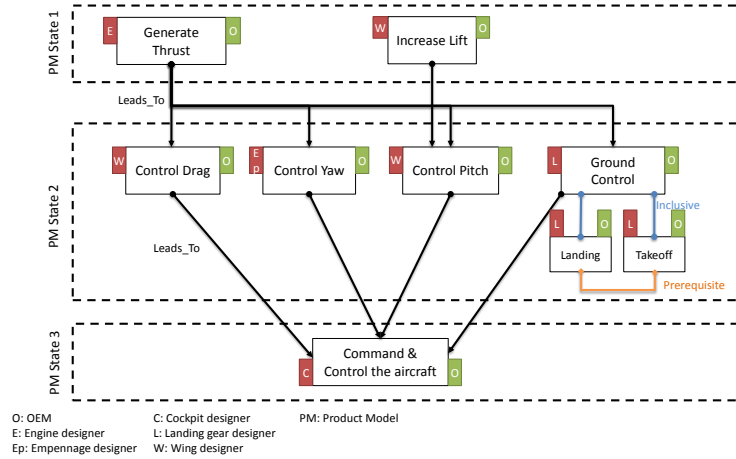 PM State 1
E
Generate
Thrust
O
W
Increase Lift
O
Leads_To
PM State 2
W
Control Drag
O
Ep
Control Yaw
O
W
Control Pitch
O
L
Ground
Control
O
Inclusive
L
Landing
O
L
Takeoff
O
Prerequisite
Leads_To
PM State 3
C
Command &
Control the aircraft
O
O: OEM
E: Engine designer
Ep: Empennage designer
C: Cockpit designer
L: Landing gear designer
W: Wing designer
PM: Product Model